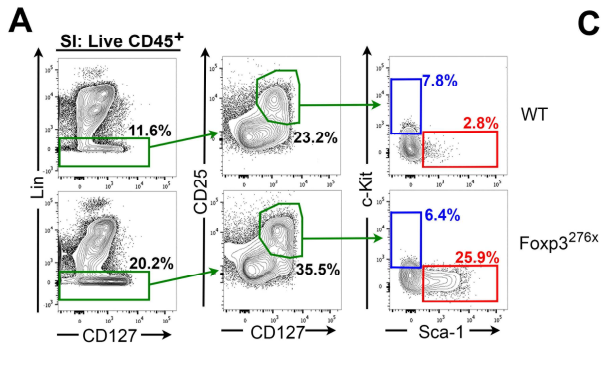 A
C
SI: Live CD45+
Lin
CD25
c-Kit
11.6%
23.2%
7.8%
2.8%
WT
20.2%
35.5%
6.4%
25.9%
Foxp3276x
CD127
CD127
Sca-1